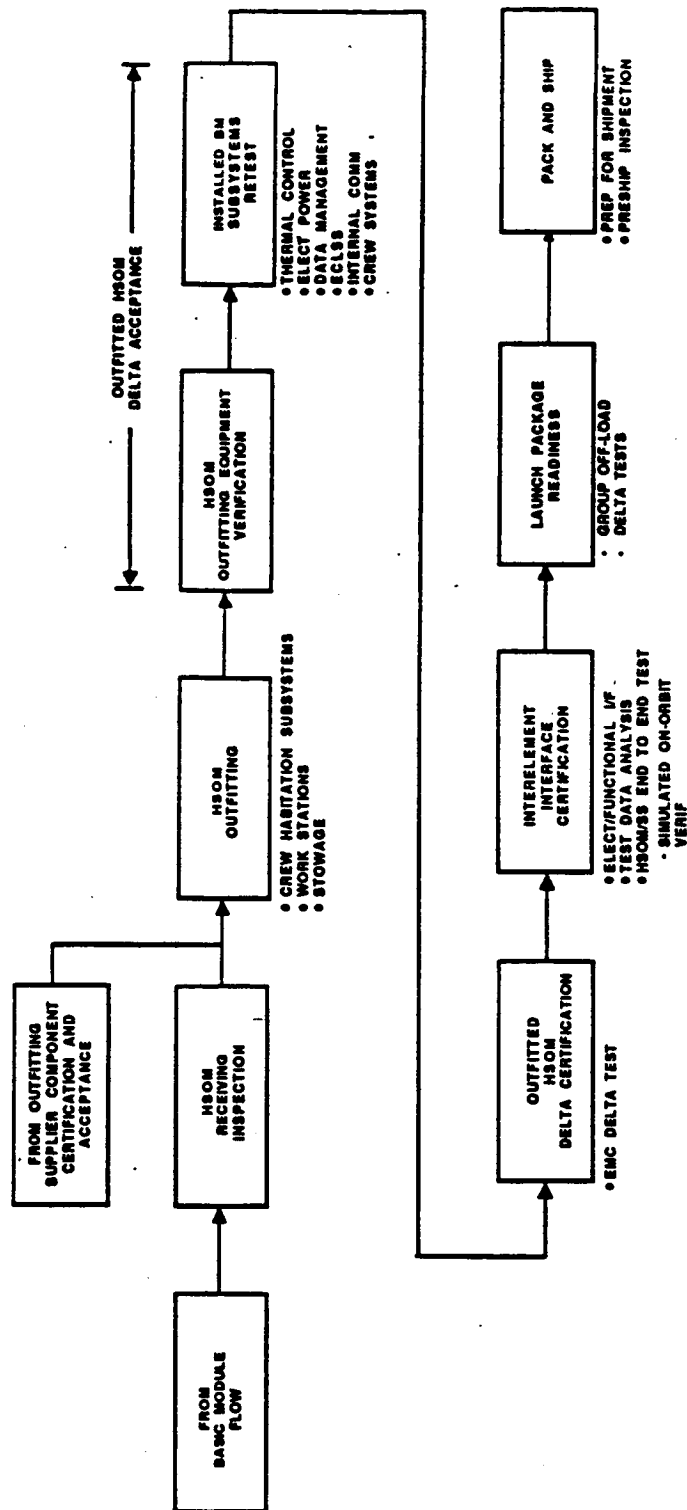 FROM
BASIC MODULE
FLOW
FROM OUTFITTING
SUPPLIER COMPONENT
CERTIFICATION AND
ACCEPTANCE
HSOM
RECEIVING
INSPECTION
HSOM
OUTFITTING
• CREW HABITATION SUBSYSTEMS
• WORK STATIONS
• STOWAGE
OUTFITTED HSOM
DELTA ACCEPTANCE
HSOM
OUTFITTING EQUIPMENT
VERIFICATION
INSTALLED BM
SUBSYSTEMS
RETEST
• THERMAL CONTROL
• ELECT POWER
• DATA MANAGEMENT
• ECLSS
• INTERNAL COMM
• CREW SYSTEMS
OUTFITTED
HSOM
DELTA CERTIFICATION
• EMC DELTA TEST
INTERELEMENT
INTERFACE
CERTIFICATION
• ELECT/FUNCTIONAL I/F
• TEST DATA ANALYSIS
• HSOM/SS END TO END TEST
- SIMULATED ON-ORBIT
VERIF
LAUNCH PACKAGE
READINESS
• GROUP OFF-LOAD
• DELTA TESTS
PACK AND SHIP
• PREP FOR SHIPMENT
• PRESHIP INSPECTION